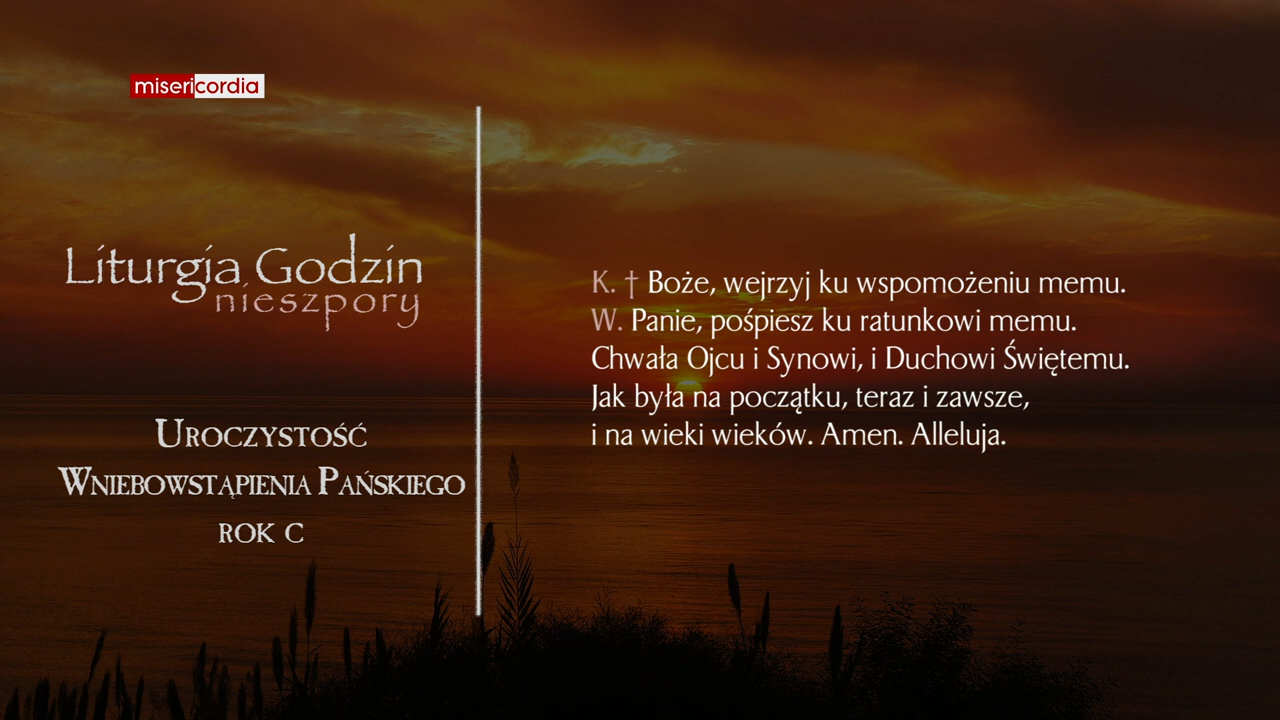 misericordia
Liturgia Godzin
nieszpory
Uroczystość
Wniebowstąpienia Pańskiego
rok C
K. † Boże, wejrzyj ku wspomożeniu memu.
W. Panie, pośpiesz ku ratunkowi memu.
Chwała Ojcu i Synowi, i Duchowi Świętemu.
Jak była na początku, teraz i zawsze,
i na wieki wieków. Amen. Alleluja.